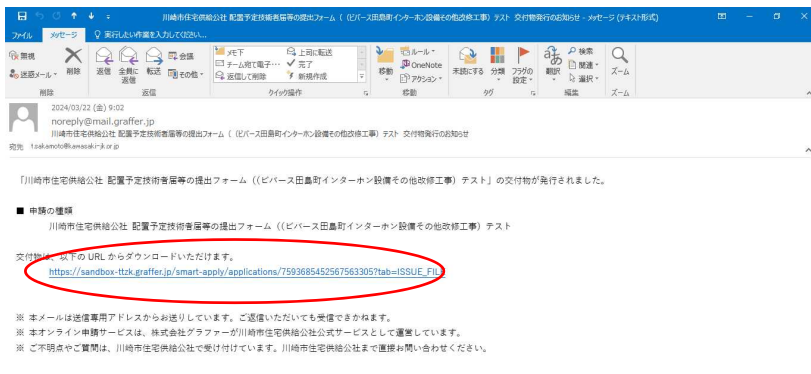 川崎市住宅供給公社 配置予定技術者届等の提出フォーム（（ビバース田島町インターホン設備その他改修工事）テスト 交付物発行のお知らせ - メッセージ (テキスト形式)
ファイル メッセージ 実行したい作業を入力してください...
無視
迷惑メール
削除
返信
全員に返信
転送
会議
その他
メモ下
チーム宛て電子…
返信して削除
上司に転送
完了
新規作成
移動
ルール
OneNote
アクション
未読にする
分類
フラグの設定
翻訳
検索
関連
選択
ズーム
削除 返信 クイック操作 移動 タグ 編集 ズーム
2024/03/22 (金) 9:02
noreply@mail.graffer.jp
川崎市住宅供給公社 配置予定技術者届等の提出フォーム（（ビバース田島町インターホン設備その他改修工事）テスト 交付物発行のお知らせ
宛先 t.sakamoto@kawasaki-jk.or.jp
「川崎市住宅供給公社 配置予定技術者届等の提出フォーム（（ビバース田島町インターホン設備その他改修工事）テスト」の交付物が発行されました。
■ 申請の種類
川崎市住宅供給公社 配置予定技術者届等の提出フォーム（（ビバース田島町インターホン設備その他改修工事）テスト
交付物は、以下の URL からダウンロードいただけます。
https://sandbox-ttzk.graffer.jp/smart-apply/applications/7593685452567563305?tab=ISSUE_FILE
※ 本メールは送信専用アドレスからお送りしています。ご返信いただいても受信できかねます。
※ 本オンライン申請サービスは、株式会社グラファーが川崎市住宅供給公社公式サービスとして運営しています。
※ ご不明点やご質問は、川崎市住宅供給公社で受け付けています。川崎市住宅供給公社まで直接お問い合わせください。